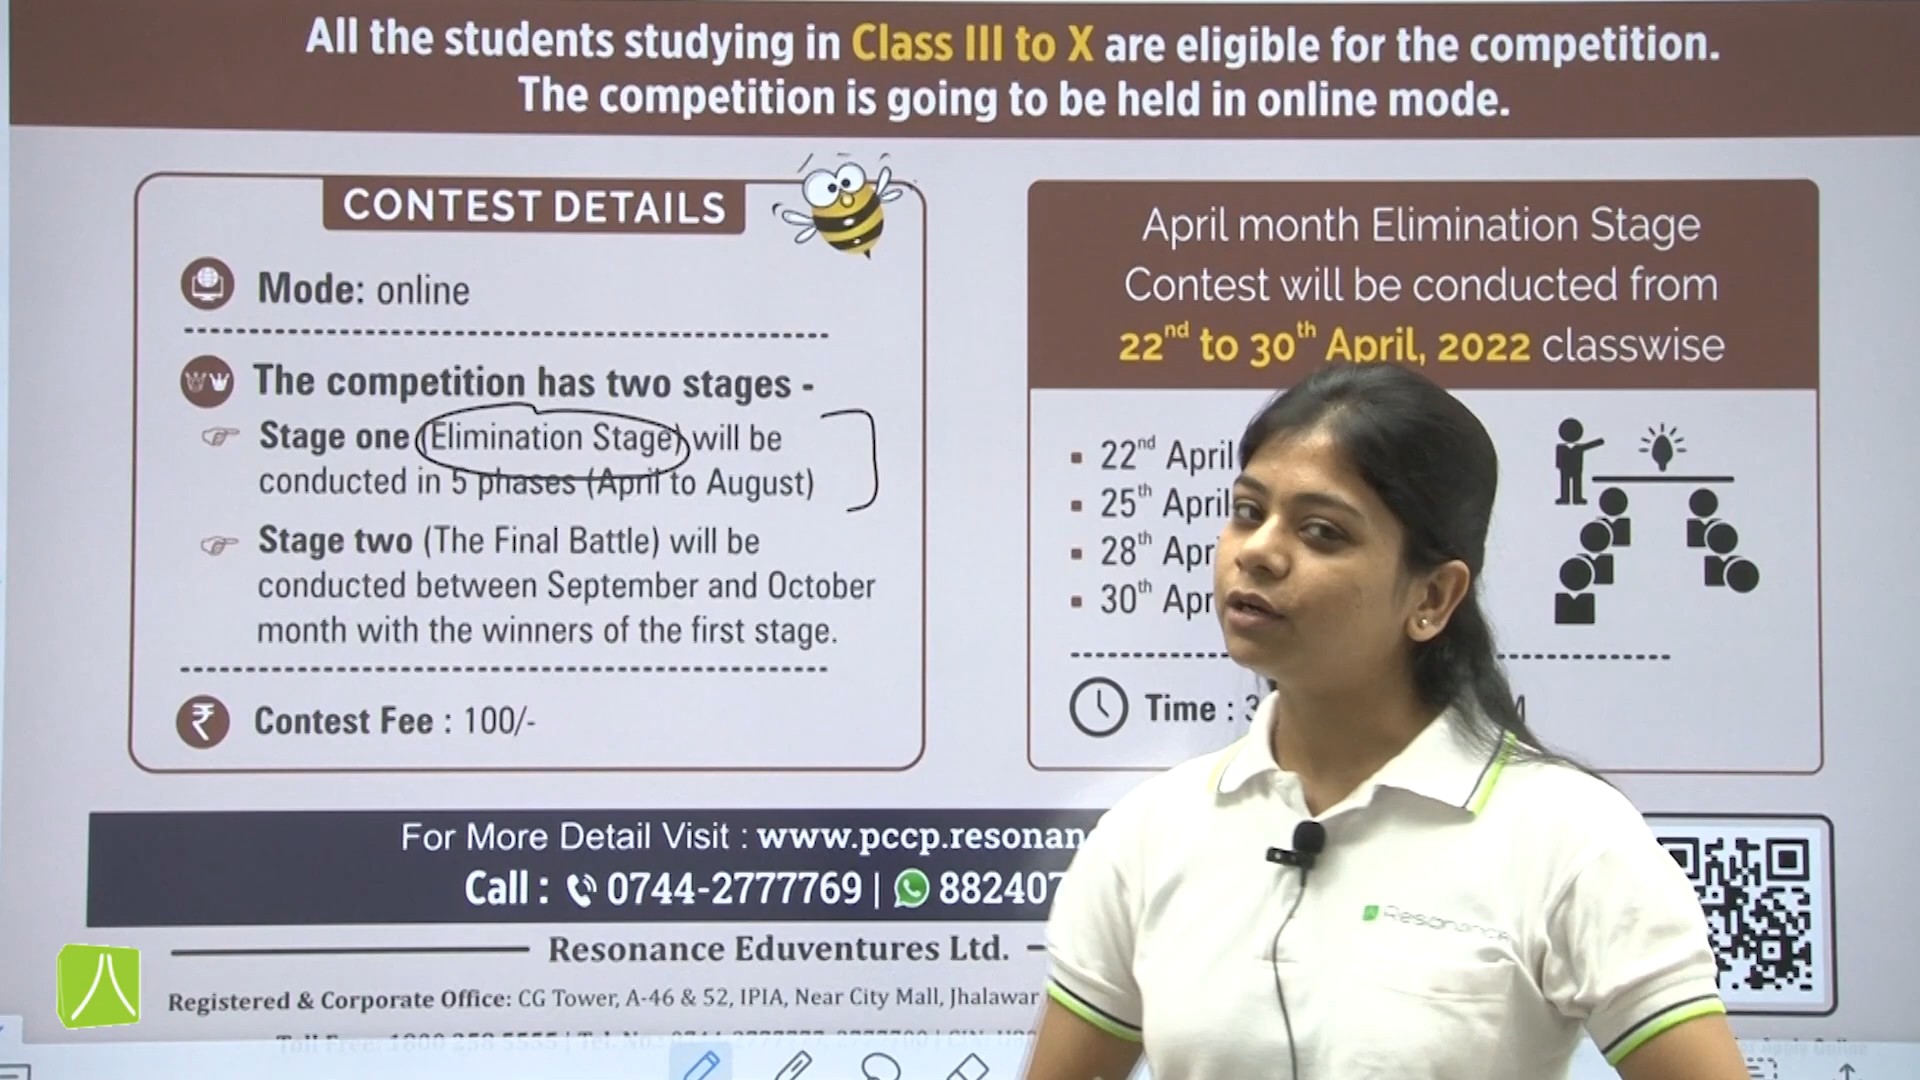 All the students studying in Class III to X are eligible for the competition.
The competition is going to be held in online mode.
CONTEST DETAILS
Mode: online
The competition has two stages -
Stage one (Elimination Stage) will be
conducted in 5 phases (April to August)
Stage two (The Final Battle) will be
conducted between September and October
month with the winners of the first stage.
Contest Fee : 100/-
April month Elimination Stage
Contest will be conducted from
22nd to 30th April, 2022 classwise
22nd April
25th April
28th Apr
30th Apr
Time : 3
For More Detail Visit : www.pccp.resonan
Call : 0744-2777769 | 882407
Resonance Eduventures Ltd.
Registered & Corporate Office: CG Tower, A-46 & 52, IPIA, Near City Mall, Jhalawar
Resonance